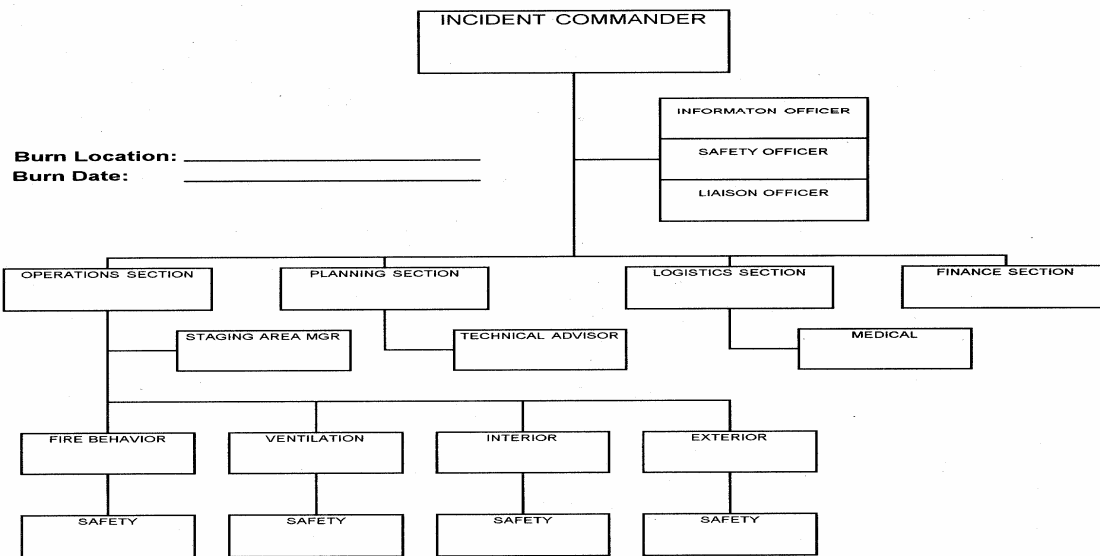 INCIDENT COMMANDER
INFORMATON OFFICER
SAFETY OFFICER
LIAISON OFFICER
Burn Location:
Burn Date:
OPERATIONS SECTION
PLANNING SECTION
LOGISTICS SECTION
FINANCE SECTION
STAGING AREA MGR
TECHNICAL ADVISOR
MEDICAL
FIRE BEHAVIOR
VENTILATION
INTERIOR
EXTERIOR
SAFETY
SAFETY
SAFETY
SAFETY